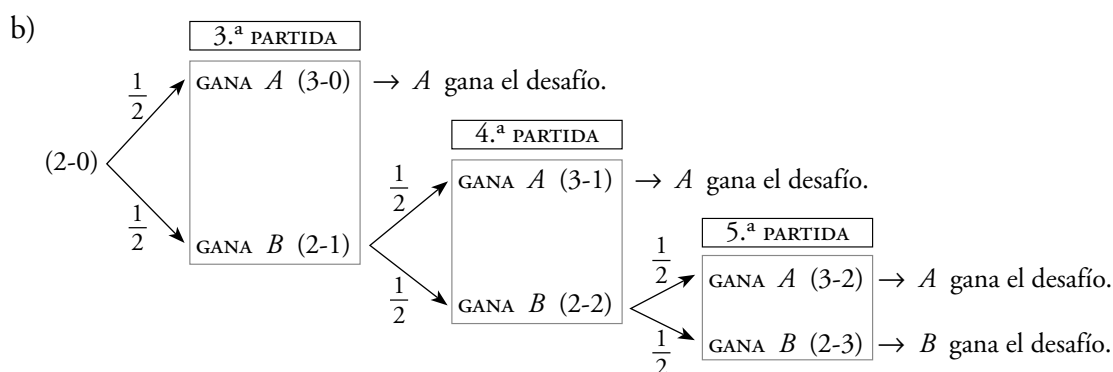 b)
3.ª PARTIDA
1/2
GANA A (3-0) → A gana el desafío.
4.ª PARTIDA
(2-0)
1/2
GANA A (3-1) → A gana el desafío.
1/2
GANA B (2-1)
5.ª PARTIDA
1/2
GANA B (2-2)
1/2
GANA A (3-2) → A gana el desafío.
1/2
GANA B (2-3) → B gana el desafío.